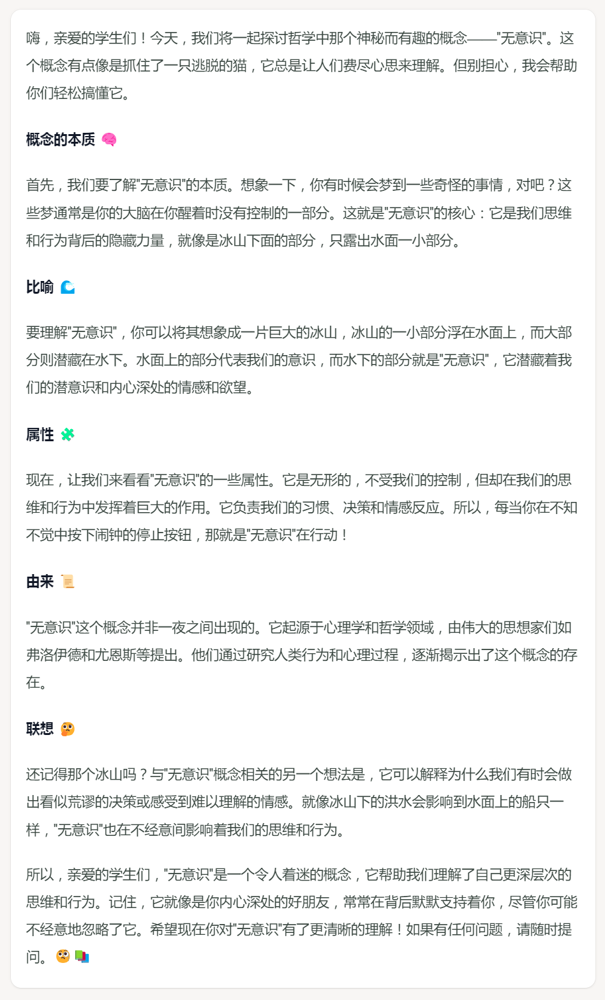 嗨，亲爱的学生们！今天，我们将一起探讨哲学中那个神秘而有趣的概念——"无意识"。这
个概念有点像是抓住了一只逃脱的猫，它总是让人们费尽心思来理解。但别担心，我会帮助
你们轻松搞懂它。
概念的本质 🧠
首先，我们要了解"无意识"的本质。想象一下，你有时候会梦到一些奇怪的事情，对吧？这
些梦通常是你的大脑在你醒着时没有控制的一部分。这就是"无意识"的核心：它是我们思维
和行为背后的隐藏力量，就像是冰山下面的部分，只露出水面一小部分。
比喻 🌊
要理解"无意识"，你可以将其想象成一片巨大的冰山，冰山的一小部分浮在水面上，而大部
分则潜藏在水下。水面上的部分代表我们的意识，而水下的部分就是"无意识"，它潜藏着我
们的潜意识和内心深处的情感和欲望。
属性 🧩
现在，让我们来看看"无意识"的一些属性。它是无形的，不受我们的控制，但却在我们的思
维和行为中发挥着巨大的作用。它负责我们的习惯、决策和情感反应。所以，每当你在不知
不觉中按下闹钟的停止按钮，那就是"无意识"在行动！
由来 📜
"无意识"这个概念并非一夜之间出现的。它起源于心理学和哲学领域，由伟大的思想家们如
弗洛伊德和尤恩斯等提出。他们通过研究人类行为和心理过程，逐渐揭示出了这个概念的存
在。
联想 🤔
还记得那个冰山吗？与"无意识"概念相关的另一个想法是，它可以解释为什么我们有时会做
出看似荒谬的决策或感受到难以理解的情感。就像冰山下的洪水会影响到水面上的船只一
样，"无意识"也在不经意间影响着我们的思维和行为。
所以，亲爱的学生们，"无意识"是一个令人着迷的概念，它帮助我们理解了自己更深层次的
思维和行为。记住，它就像是你内心深处的好朋友，常常在背后默默支持着你，尽管你可能
不经意地忽略了它。希望现在你对"无意识"有了更清晰的理解！如果有任何问题，请随时提
问。🧐📚